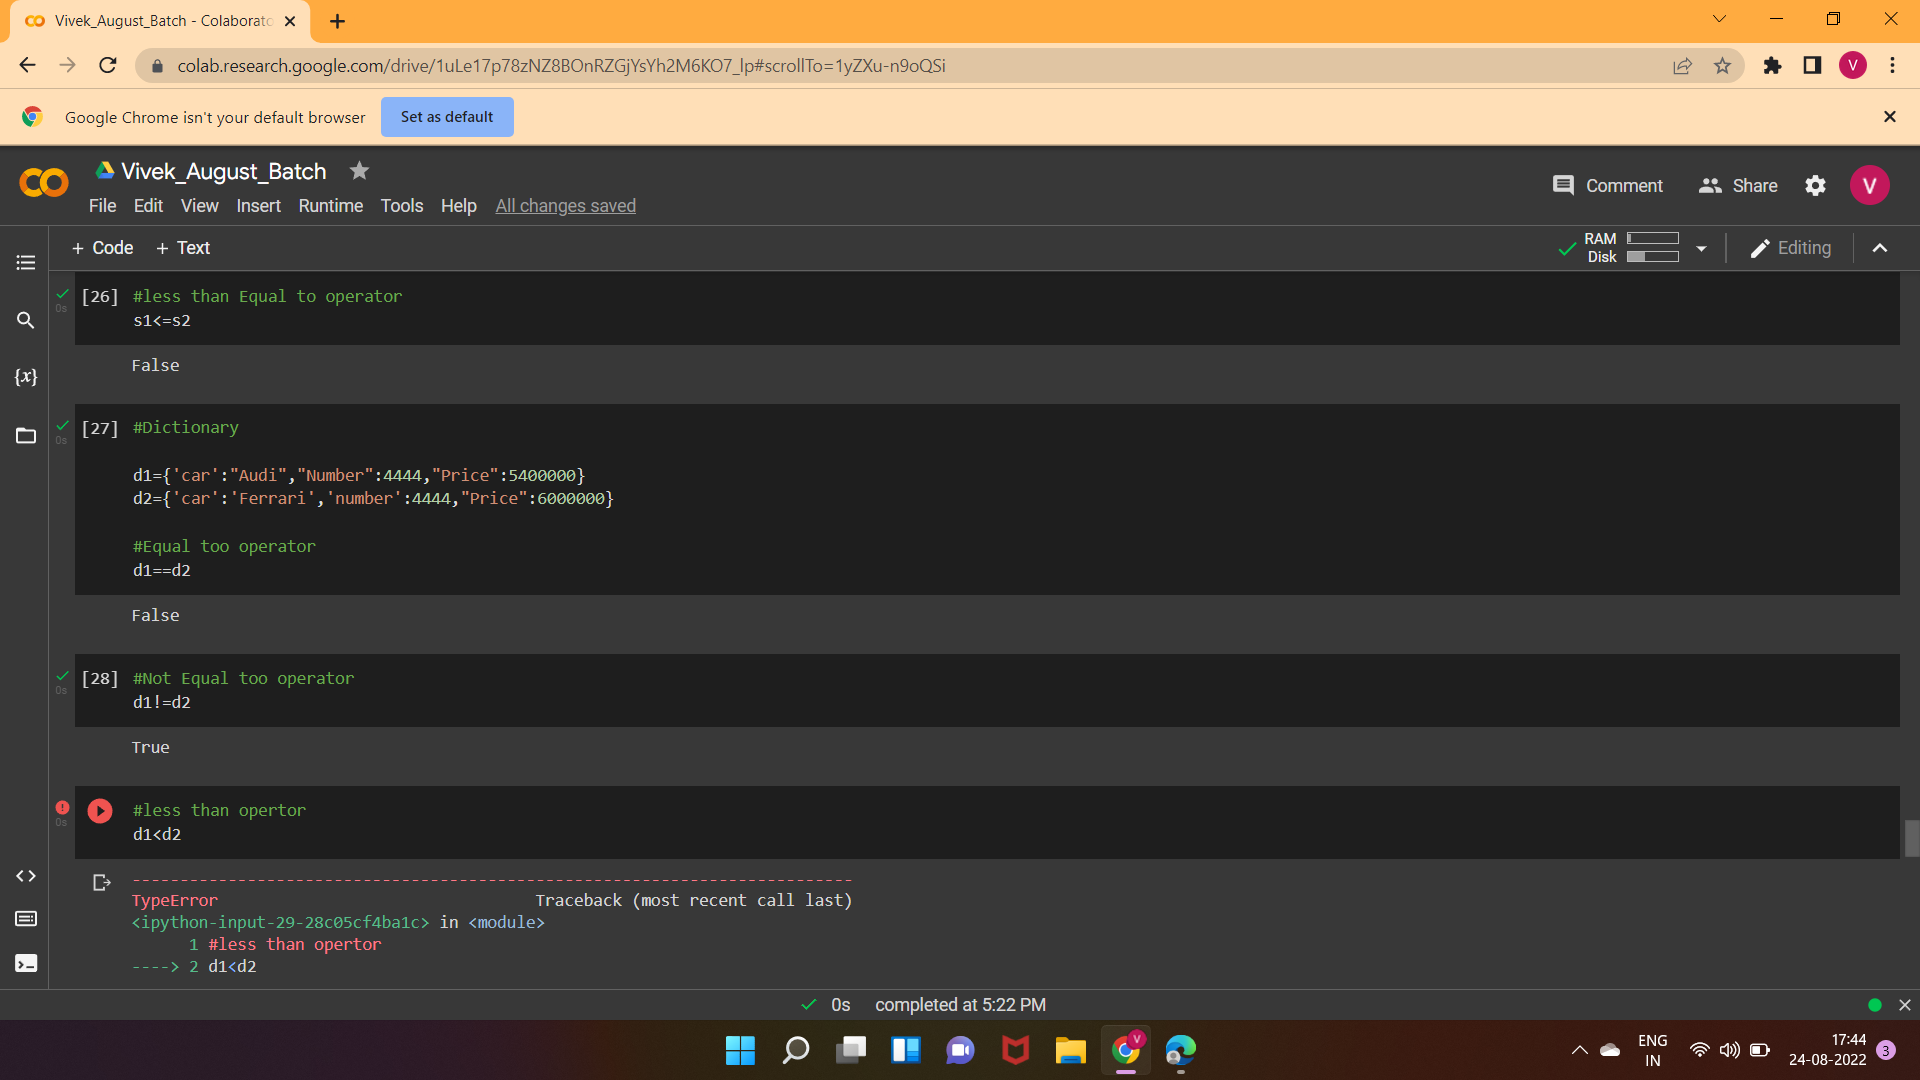 Vivek_August_Batch - Colaborato
colab.research.google.com/drive/1uLe17p78zNZ8BOnRZGjYsYh2M6KO7_lp#scrollTo=1yZXu-n9oQSi
V
Google Chrome isn't your default browser
Set as default
Vivek_August_Batch
Comment
Share
V
File Edit View Insert Runtime Tools Help All changes saved
+ Code + Text
RAM
Disk
Editing
[26] #less than Equal to operator
0s
s1<=s2
False
{x}
[27] #Dictionary
0s
d1={'car':"Audi","Number":4444,"Price":5400000}
d2={'car':'Ferrari','number':4444,"Price":6000000}
#Equal too operator
d1==d2
False
[28] #Not Equal too operator
0s
d1!=d2
True
#less than opertor
0s
d1<d2
---------------------------------------------------------------------------
TypeError Traceback (most recent call last)
<ipython-input-29-28c05cf4ba1c> in <module>
1 #less than opertor
----> 2 d1<d2
0s completed at 5:22 PM
V
ENG
IN
17:44
24-08-2022
3